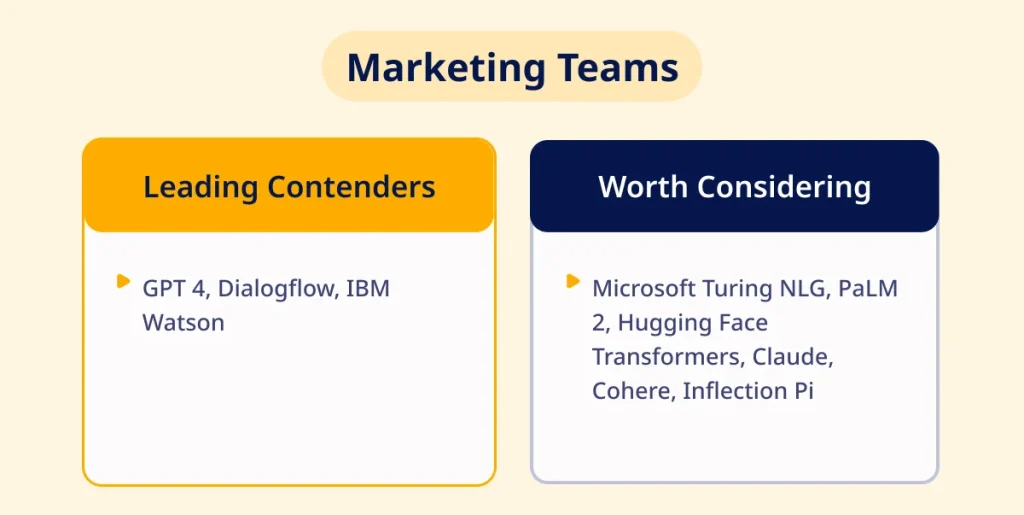 Marketing Teams
Leading Contenders
GPT 4, Dialogflow, IBM
Watson
Worth Considering
Microsoft Turing NLG, PaLM
2, Hugging Face
Transformers, Claude,
Cohere, Inflection Pi